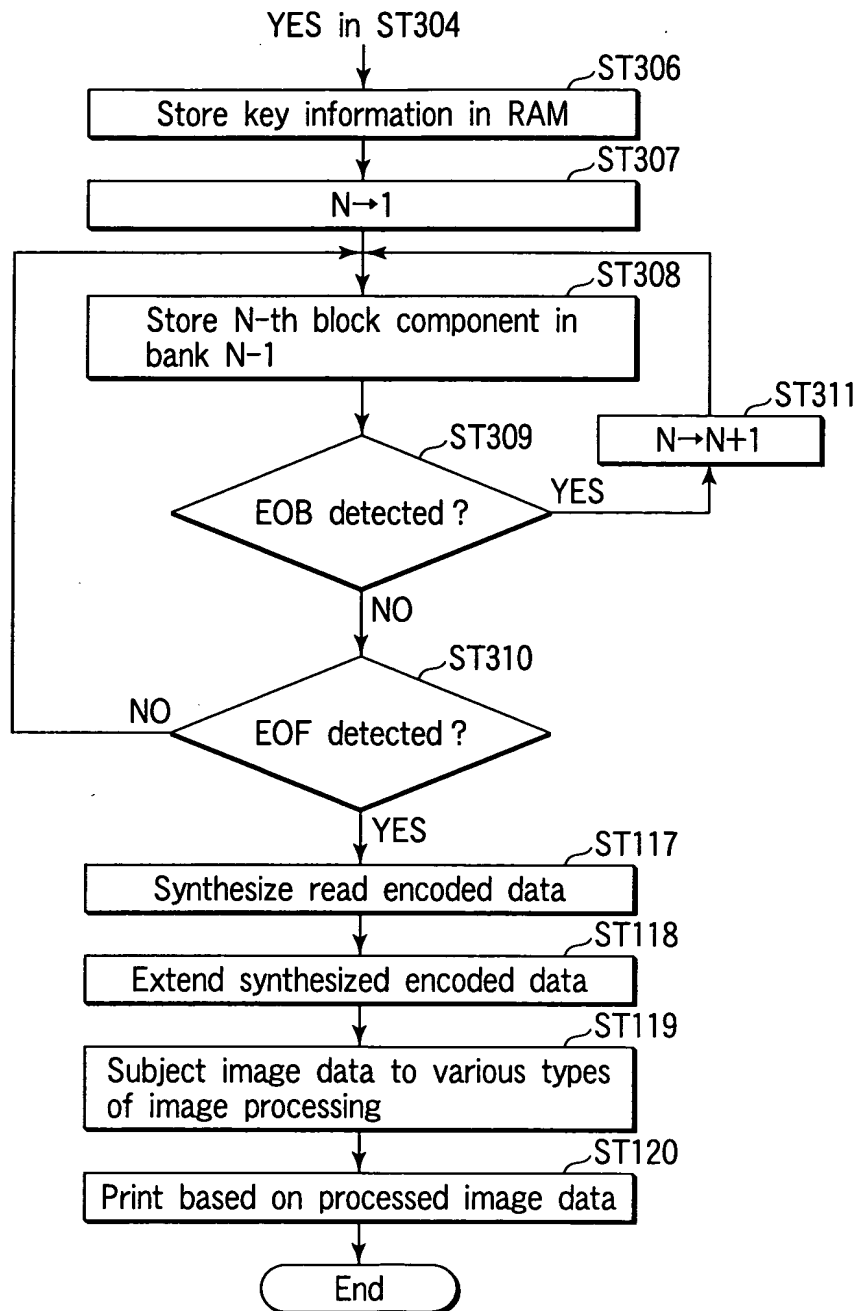 YES in ST304
ST306
Store key information in RAM
ST307
N→1
ST308
Store N-th block component in
bank N-1
ST311
N→N+1
ST309
EOB detected ?
YES
NO
ST310
EOF detected ?
NO
YES
ST117
Synthesize read encoded data
ST118
Extend synthesized encoded data
ST119
Subject image data to various types
of image processing
ST120
Print based on processed image data
End